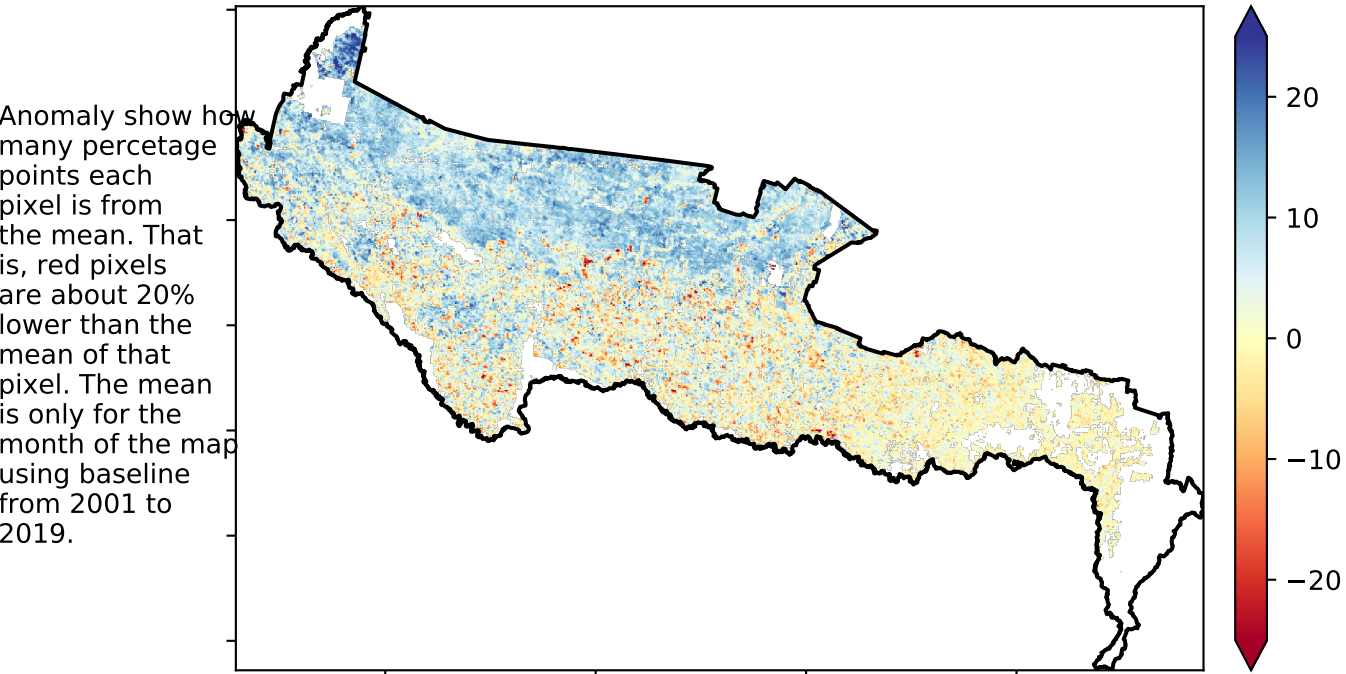 Anomaly show how
many percetage
points each
pixel is from
the mean. That
is, red pixels
are about 20%
lower than the
mean of that
pixel. The mean
is only for the
month of the map
using baseline
from 2001 to
2019.
20
10
0
−10
−20